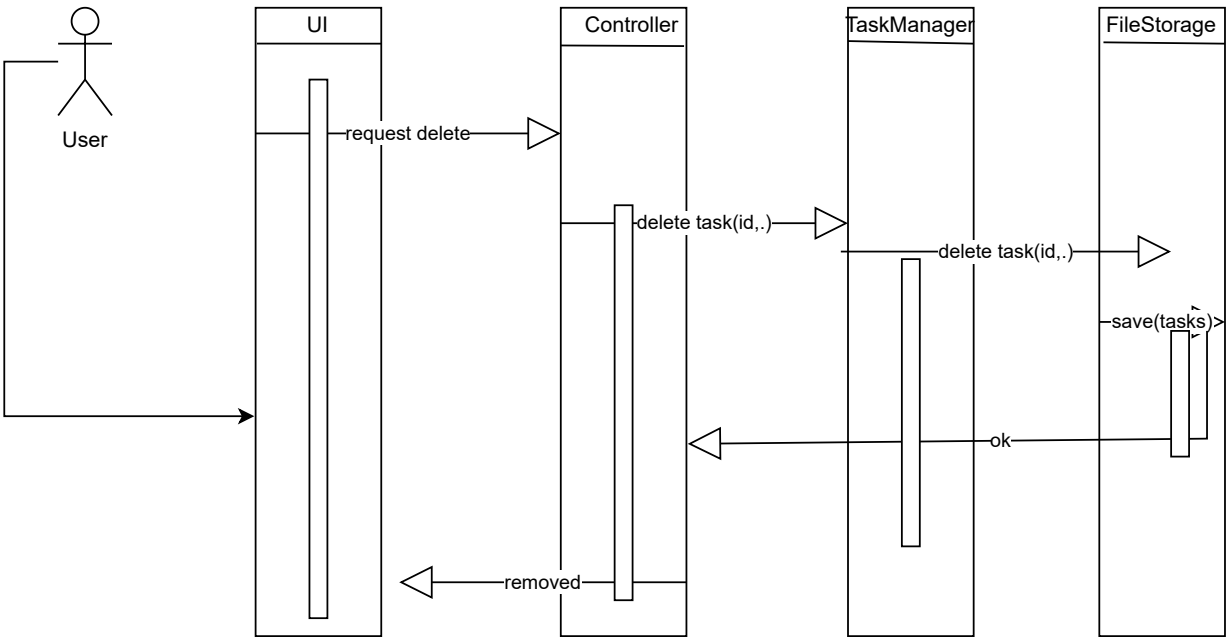 UI
Controller
TaskManager
FileStorage
User
request delete
delete task(id,.)
delete task(id,.)
save(tasks)>
ok
removed